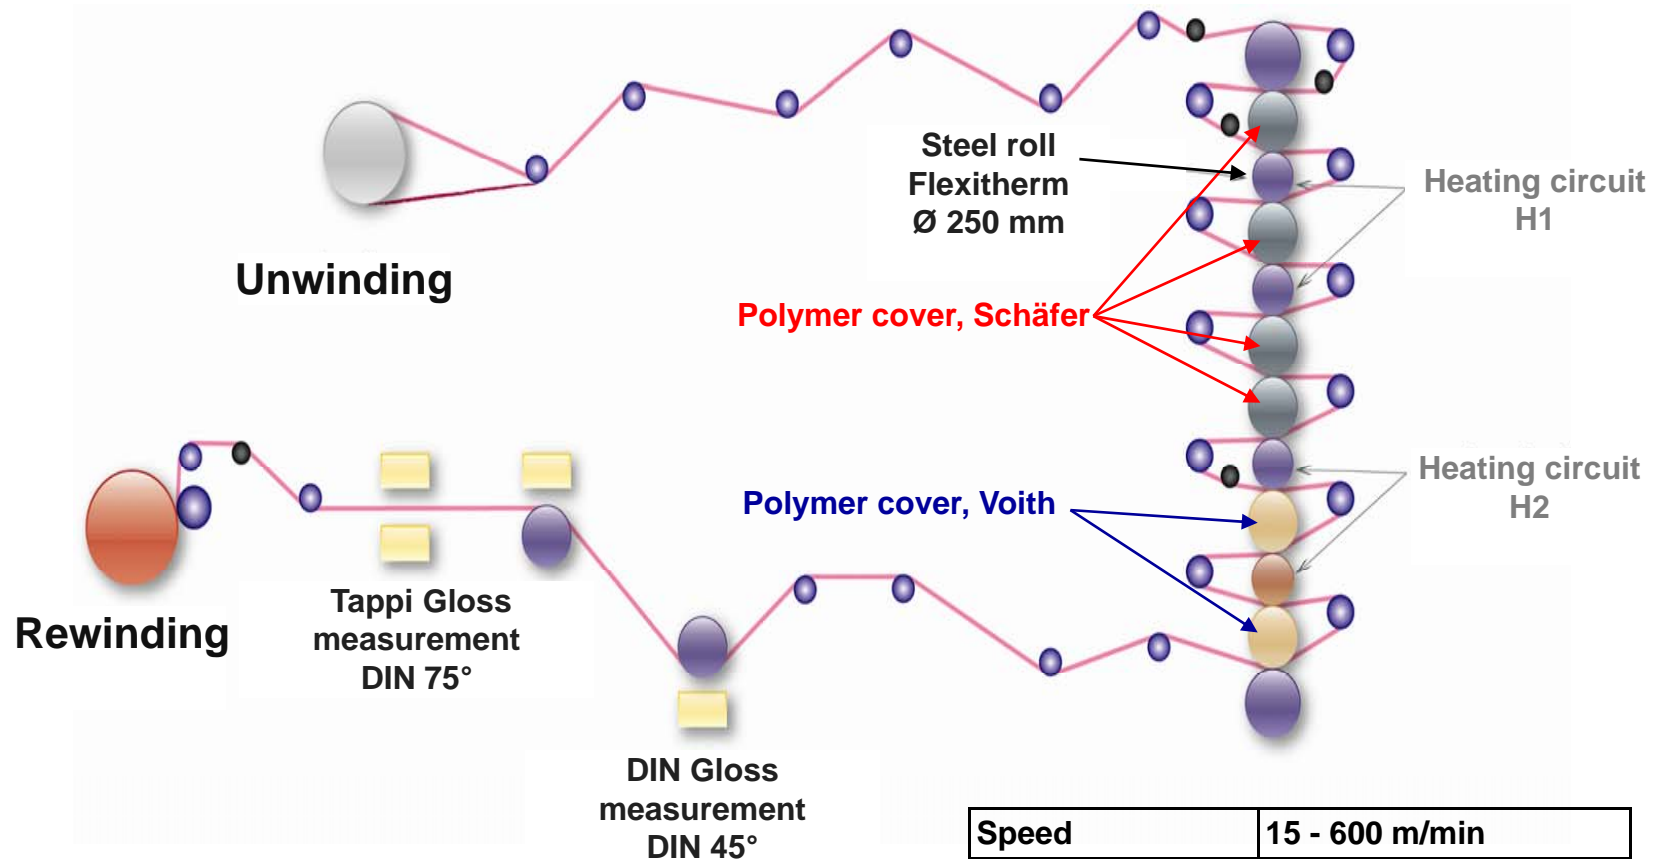 Steel roll
Flexitherm
Ø 250 mm
Heating circuit
H1
Unwinding
Polymer cover, Schäfer
Heating circuit
H2
Polymer cover, Voith
Rewinding
Tappi Gloss
measurement
DIN 75°
DIN Gloss
measurement
DIN 45°
Speed 15 - 600 m/min